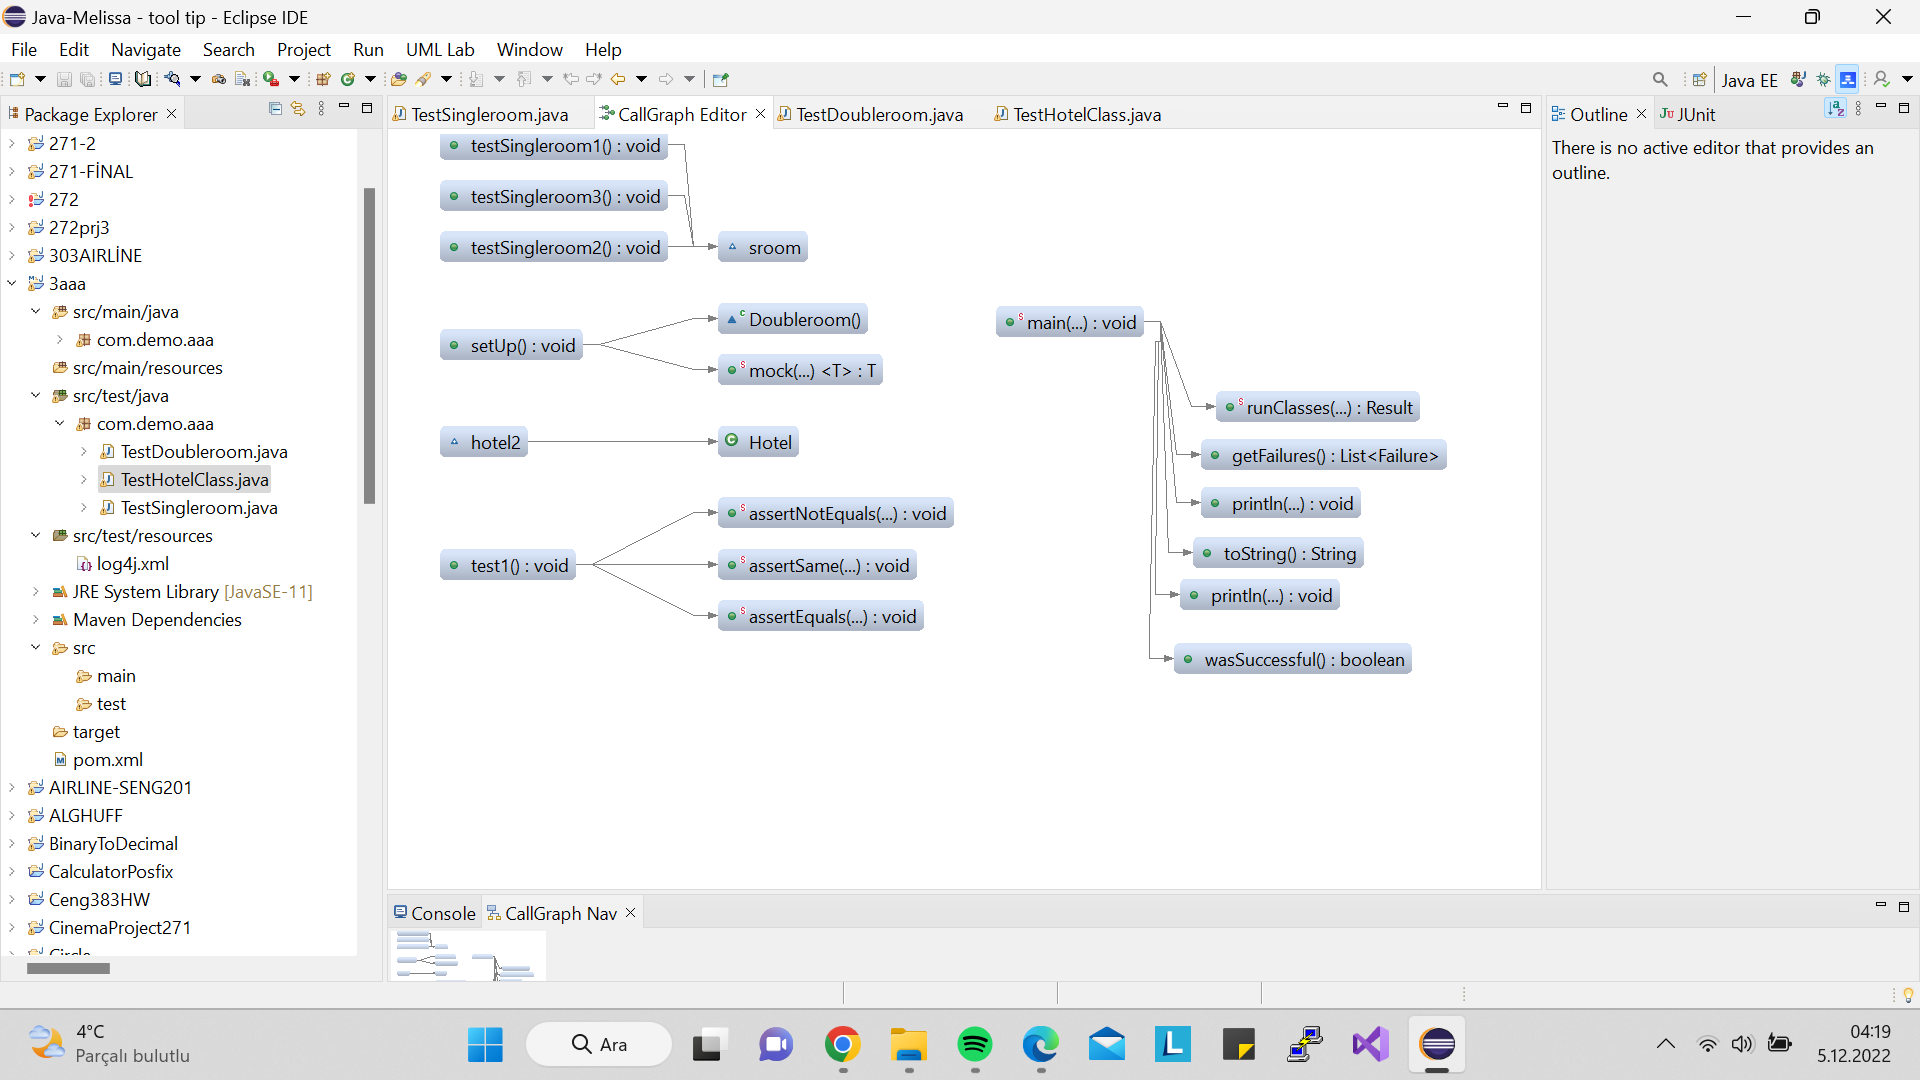 Java-Melissa - tool tip - Eclipse IDE
File Edit Navigate Search Project Run UML Lab Window Help
Java EE
Package Explorer
271-2
271-FİNAL
272
272prj3
303AIRLİNE
3aaa
src/main/java
com.demo.aaa
src/main/resources
src/test/java
com.demo.aaa
TestDoubleroom.java
TestHotelClass.java
TestSingleroom.java
src/test/resources
log4j.xml
JRE System Library [JavaSE-11]
Maven Dependencies
src
main
test
target
pom.xml
AIRLINE-SENG201
ALGHUFF
BinaryToDecimal
CalculatorPosfix
Ceng383HW
CinemaProject271
Circle
TestSingleroom.java CallGraph Editor TestDoubleroom.java TestHotelClass.java
testSingleroom1() : void
testSingleroom3() : void
testSingleroom2() : void
sroom
setUp() : void
Doubleroom()
mock(...) <T> : T
hotel2
Hotel
test1() : void
assertNotEquals(...) : void
assertSame(...) : void
assertEquals(...) : void
main(...) : void
runClasses(...) : Result
getFailures() : List<Failure>
println(...) : void
toString() : String
println(...) : void
wasSuccessful() : boolean
Outline JUnit
There is no active editor that provides an
outline.
Console CallGraph Nav
4°C
Parçalı bulutlu
Ara
04:19
5.12.2022